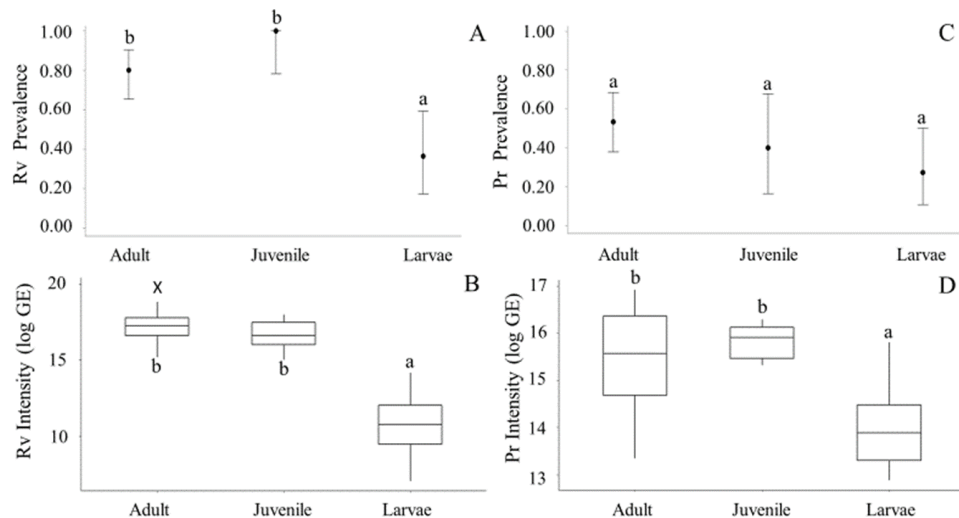 A
Rv Prevalence
1.00
0.80
0.60
0.40
0.20
0.00
b
b
a
Adult
Juvenile
Larvae
C
Pr Prevalence
1.00
0.80
0.60
0.40
0.20
0.00
a
a
a
Adult
Juvenile
Larvae
B
Rv Intensity (log GE)
20
15
10
X
b
b
a
Adult
Juvenile
Larvae
D
Pr Intensity (log GE)
17
16
15
14
13
b
b
a
Adult
Juvenile
Larvae